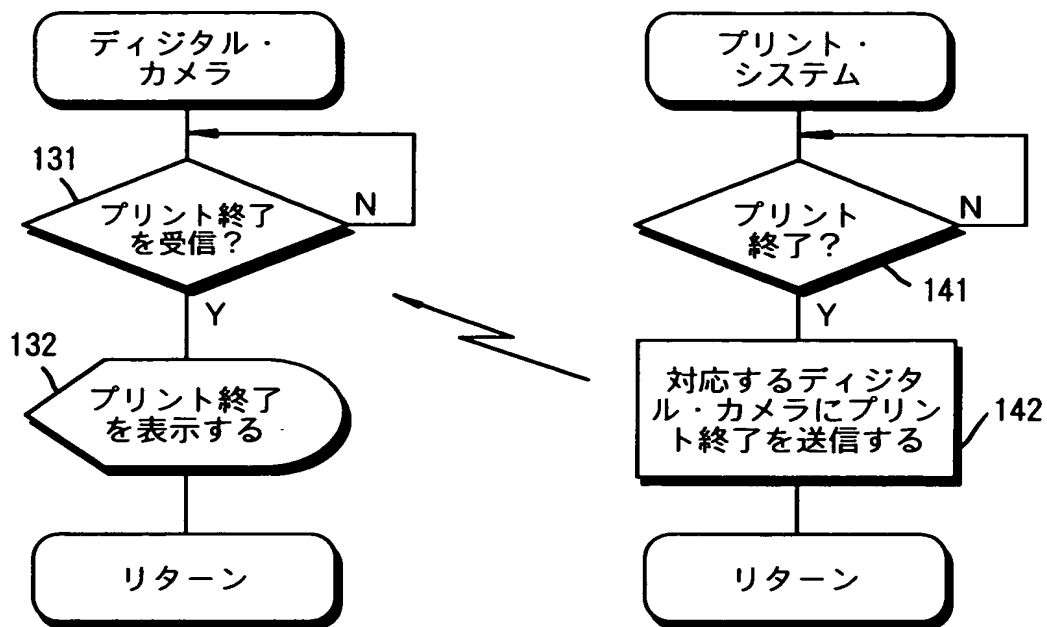 ディジタル・
カメラ
131
プリント終了
を受信？
N
Y
132
プリント終了
を表示する
リターン
プリント・
システム
プリント
終了？
N
141
Y
対応するディジタ
ル・カメラにプリン
ト終了を送信する
142
リターン